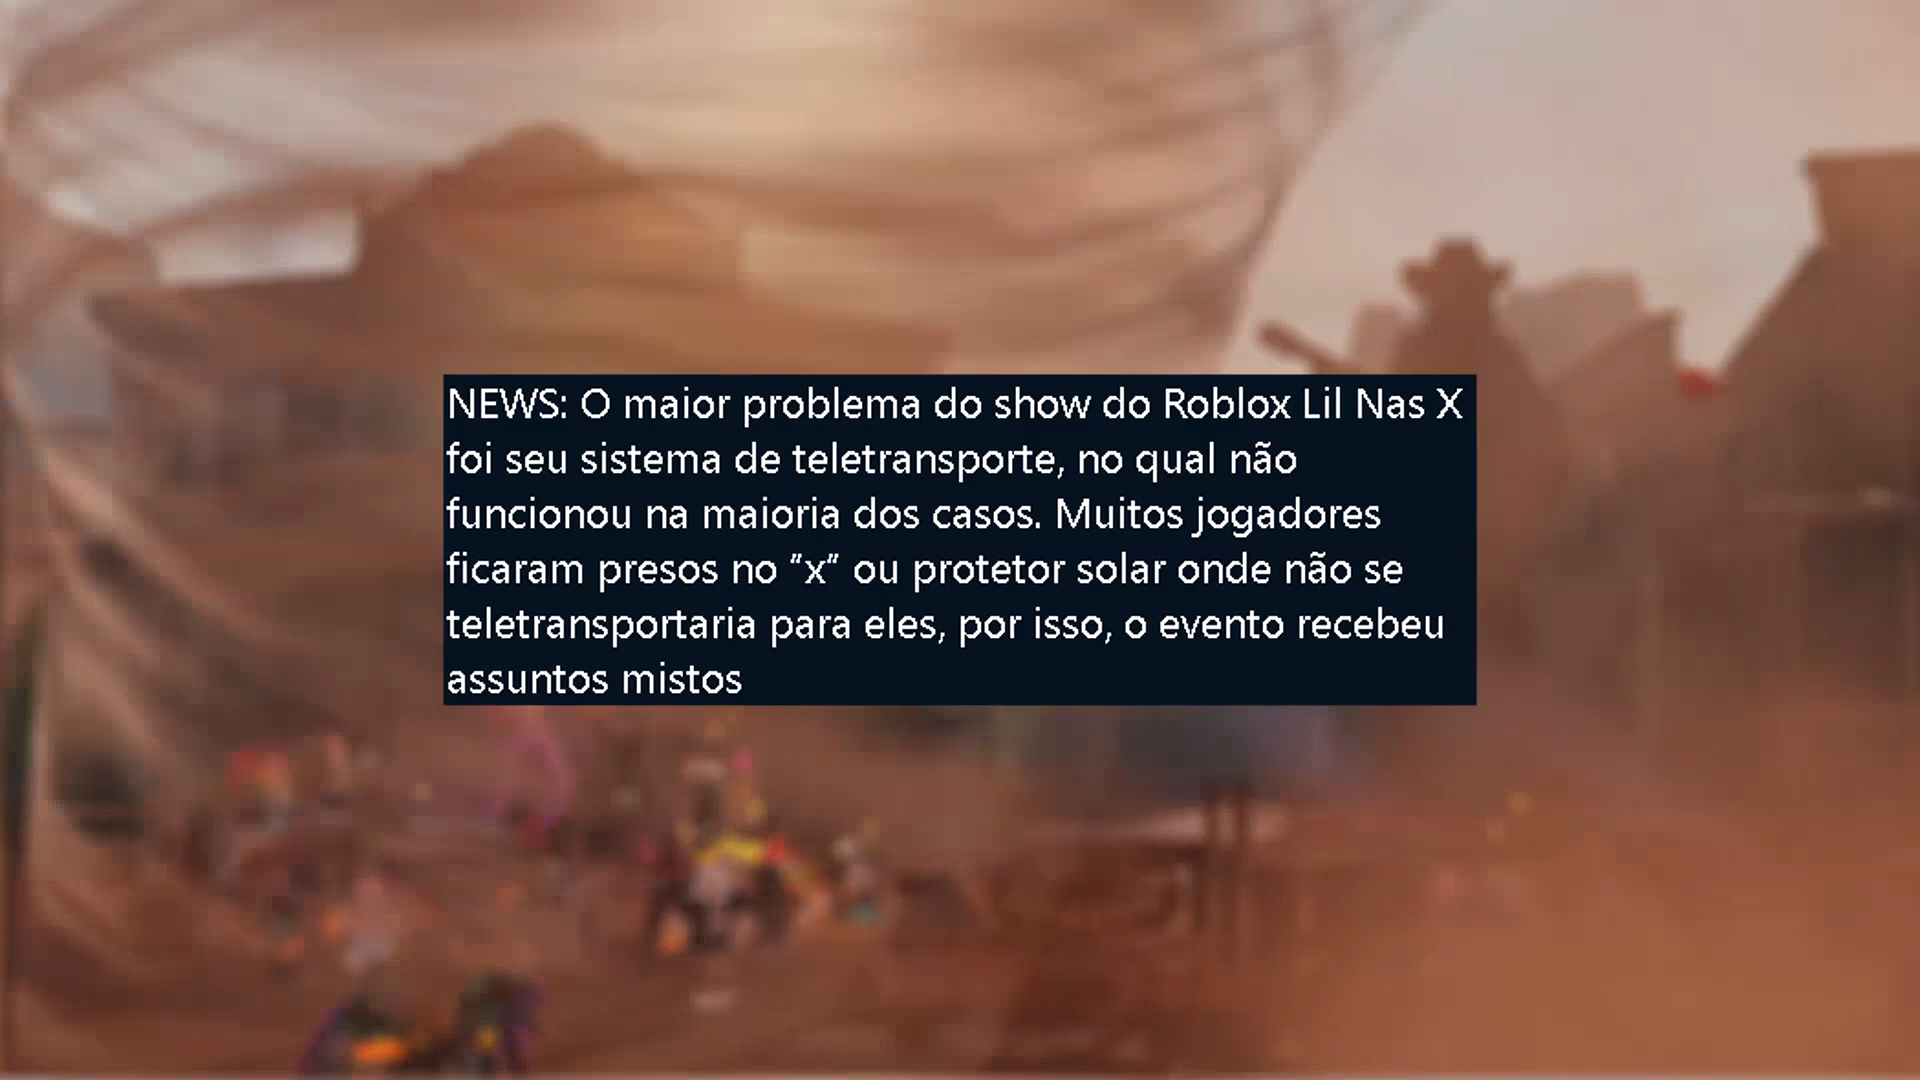 NEWS: O maior problema do show do Roblox Lil Nas X
foi seu sistema de teletransporte, no qual não
funcionou na maioria dos casos. Muitos jogadores
ficaram presos no “x” ou protetor solar onde não se
teletransportaria para eles, por isso, o evento recebeu
assuntos mistos